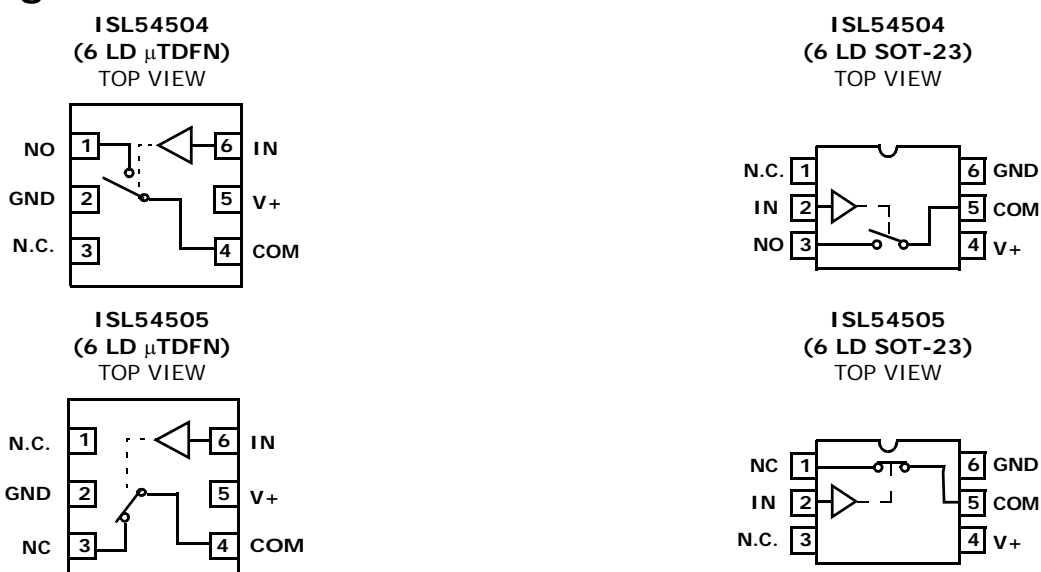 ISL54504
(6 LD μTDFN)
TOP VIEW
NO 1 6 IN
GND 2 5 V+
N.C. 3 4 COM
ISL54504
(6 LD SOT-23)
TOP VIEW
N.C. 1 6 GND
IN 2 5 COM
NO 3 4 V+
ISL54505
(6 LD μTDFN)
TOP VIEW
N.C. 1 6 IN
GND 2 5 V+
NC 3 4 COM
ISL54505
(6 LD SOT-23)
TOP VIEW
NC 1 6 GND
IN 2 5 COM
N.C. 3 4 V+